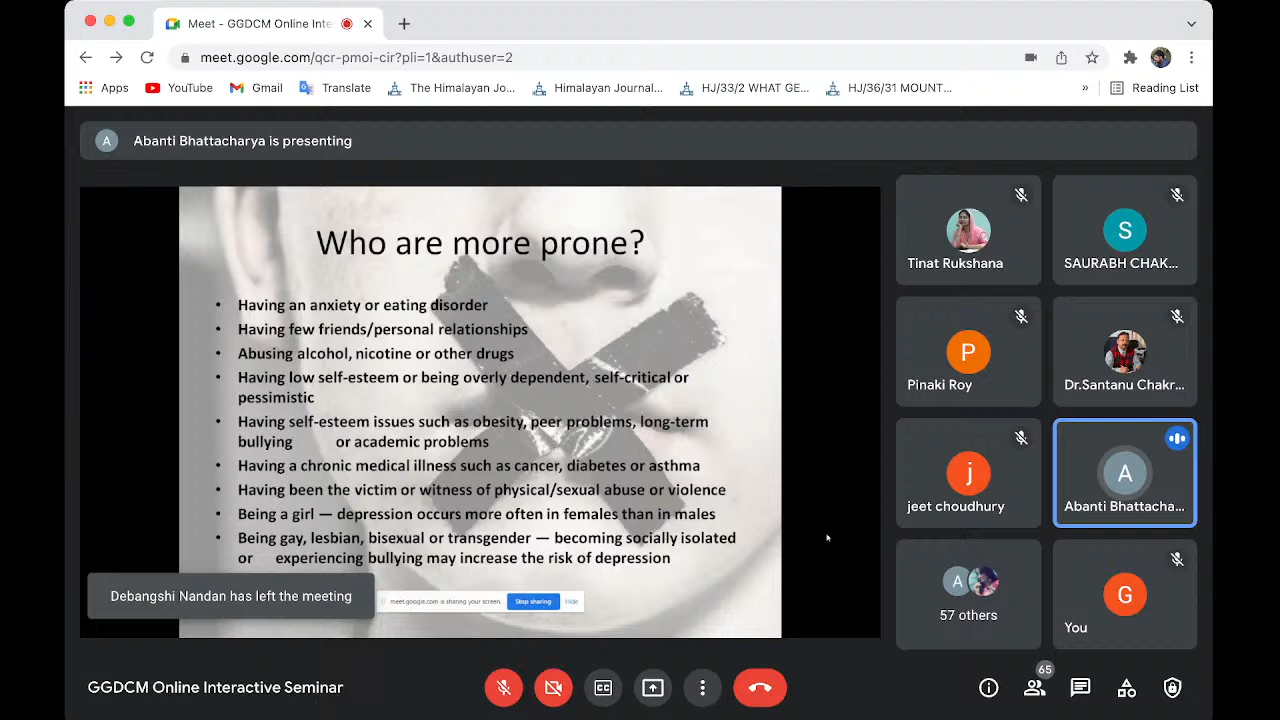 Meet - GGDCM Online Inte
meet.google.com/qcr-pmoi-cir?pli=1&authuser=2
Apps YouTube Gmail Translate The Himalayan Jo... Himalayan Journal... HJ/33/2 WHAT GE... HJ/36/31 MOUNT... » Reading List
A Abanti Bhattacharya is presenting
Who are more prone?
• Having an anxiety or eating disorder
• Having few friends/personal relationships
• Abusing alcohol, nicotine or other drugs
• Having low self-esteem or being overly dependent, self-critical or
pessimistic
• Having self-esteem issues such as obesity, peer problems, long-term
bullying or academic problems
• Having a chronic medical illness such as cancer, diabetes or asthma
• Having been the victim or witness of physical/sexual abuse or violence
• Being a girl — depression occurs more often in females than in males
• Being gay, lesbian, bisexual or transgender — becoming socially isolated
or experiencing bullying may increase the risk of depression
Debangshi Nandan has left the meeting
meet.google.com is sharing your screen. Stop sharing Hide
Tinat Rukshana
S
SAURABH CHAK...
P
Pinaki Roy
Dr.Santanu Chakr...
j
jeet choudhury
A
Abanti Bhattacha...
A
57 others
G
You
GGDCM Online Interactive Seminar
CC
65